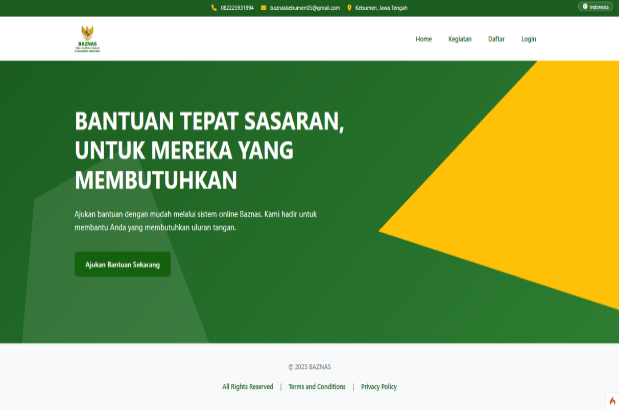 082225931994 baznaskebumen05@gmail.com Kebumen, Jawa Tengah
Indonesia
BAZNAS
Home Kegiatan Daftar Login
BANTUAN TEPAT SASARAN,
UNTUK MEREKA YANG
MEMBUTUHKAN
Ajukan bantuan dengan mudah melalui sistem online Baznas. Kami hadir untuk
membantu Anda yang membutuhkan uluran tangan.
Ajukan Bantuan Sekarang
© 2025 BAZNAS
All Rights Reserved | Terms and Conditions | Privacy Policy